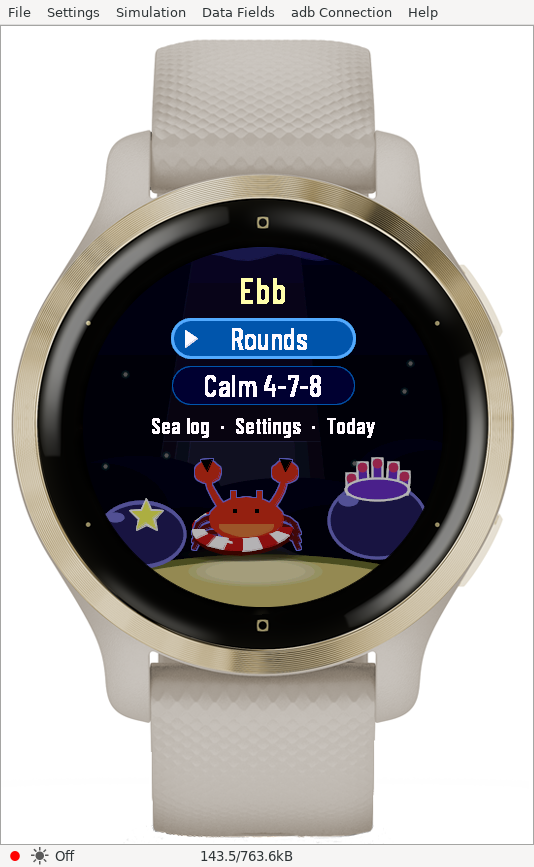 File Settings Simulation Data Fields adb Connection Help
Ebb
Rounds
Calm 4-7-8
Sea log · Settings · Today
Off 143.5/763.6kB